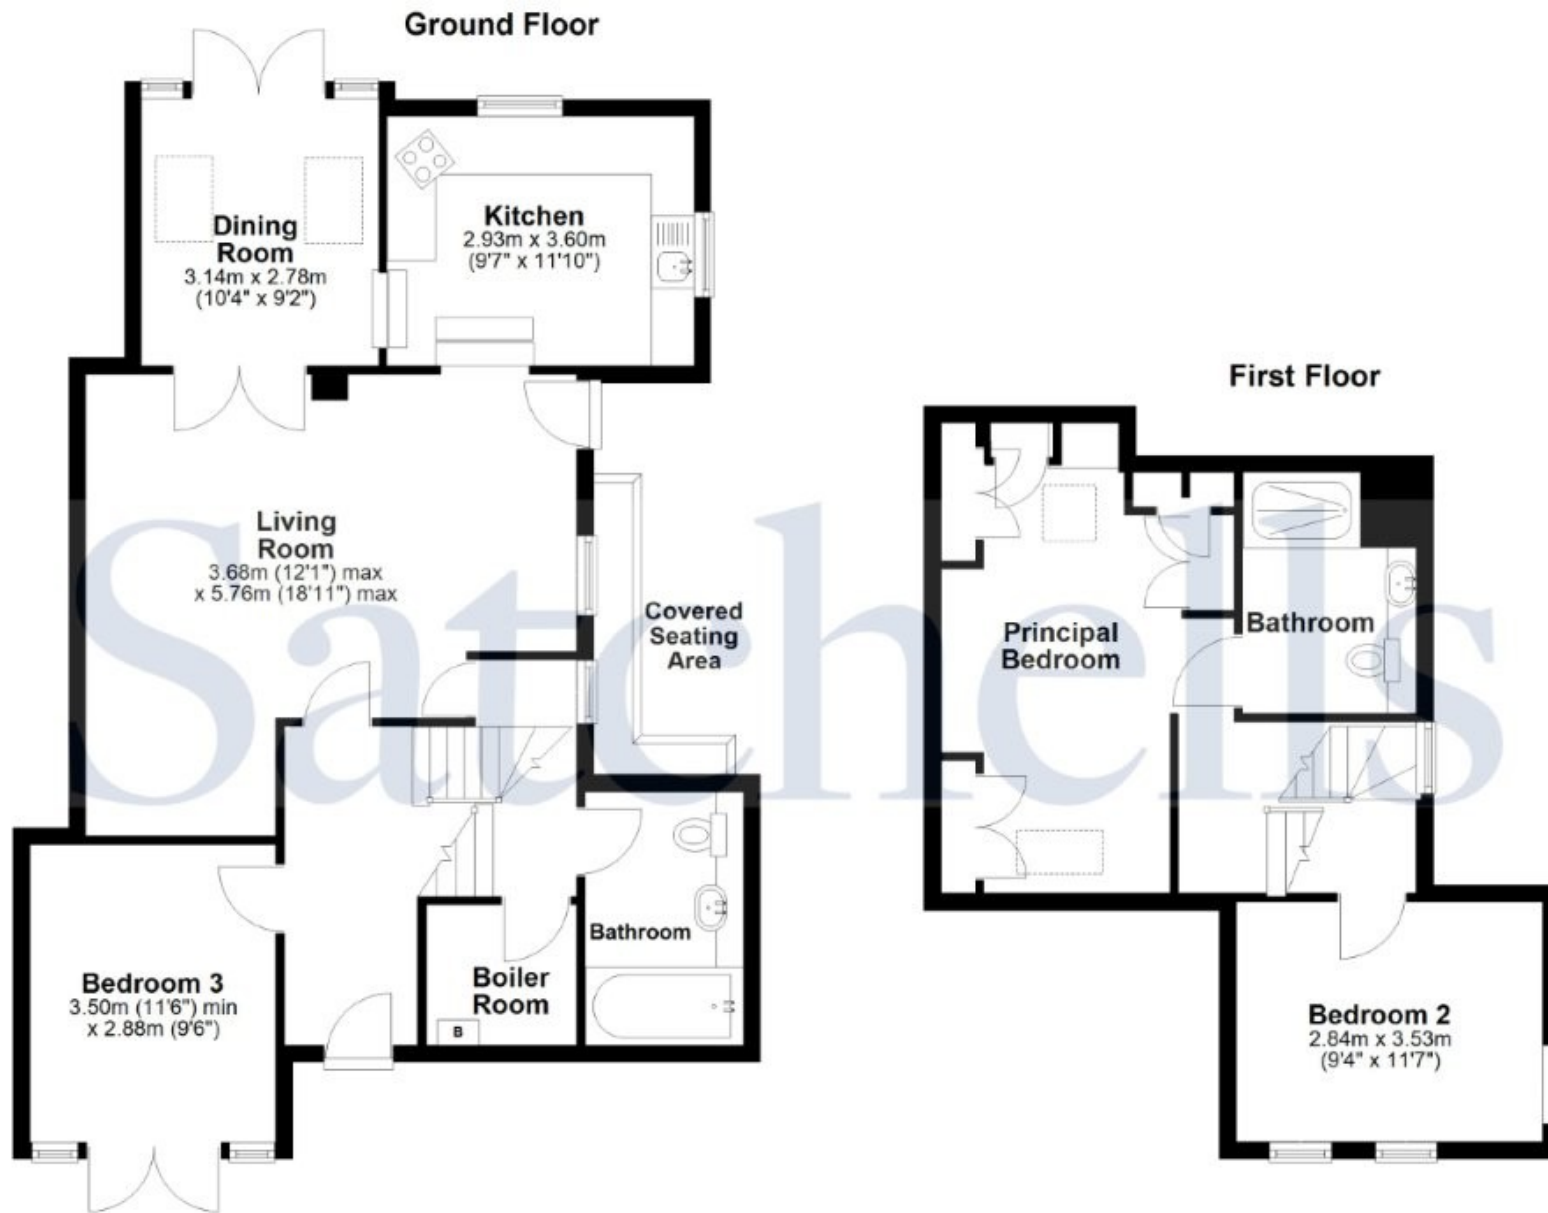 Ground Floor
Dining
Room
3.14m x 2.78m
(10'4" x 9'2")
Kitchen
2.93m x 3.60m
(9'7" x 11'10")
Living
Room
3.68m (12'1") max
x 5.76m (18'11") max
Covered
Seating
Area
Bedroom 3
3.50m (11'6") min
x 2.88m (9'6")
Boiler
Room
B
Bathroom
First Floor
Principal
Bedroom
Bathroom
Bedroom 2
2.84m x 3.53m
(9'4" x 11'7")
Satchells